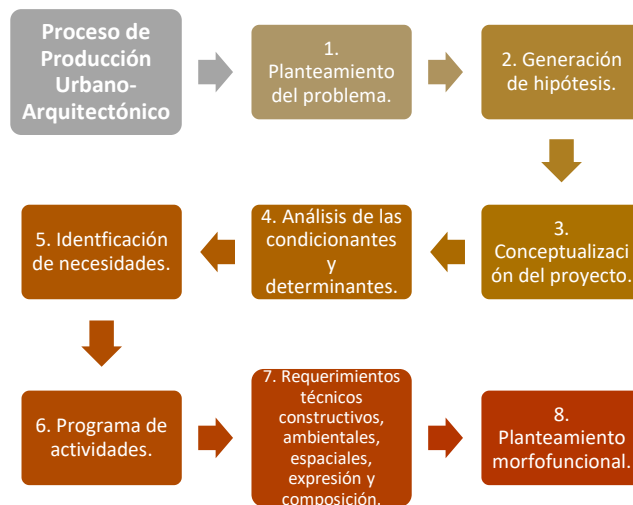 Proceso de
Producción
Urbano-
Arquitectónico
1.
Planteamiento
del problema.
2. Generación
de hipótesis.
3.
Conceptualizaci
ón del proyecto.
4. Análisis de las
condicionantes
y
determinantes.
5. Identficación
de necesidades.
6. Programa de
actividades.
7. Requerimientos
técnicos
constructivos,
ambientales,
espaciales,
expresión y
composición.
8.
Planteamiento
morfofuncional.